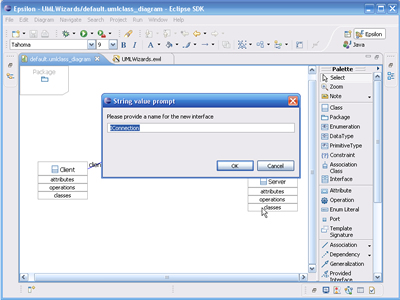 Epsilon - UMLWizards/default.umlclass_diagram - Eclipse SDK
File Edit Diagram Navigate Search Project Run Window Help
Tahoma 9 B I A
Epsilon
Java
default.umlclass_diagram
UMLWizards.ewl
Package
Client
attributes
operations
classes
clien
Server
attributes
operations
classes
String value prompt
Please provide a name for the new interface
IConnection
OK
Cancel
Palette
Select
Zoom
Note
Class
Package
Enumeration
DataType
PrimitiveType
Constraint
Association
Class
Interface
Attribute
Operation
Enum Literal
Port
Template
Signature
Association
Dependency
Generalization
Provided
Interface